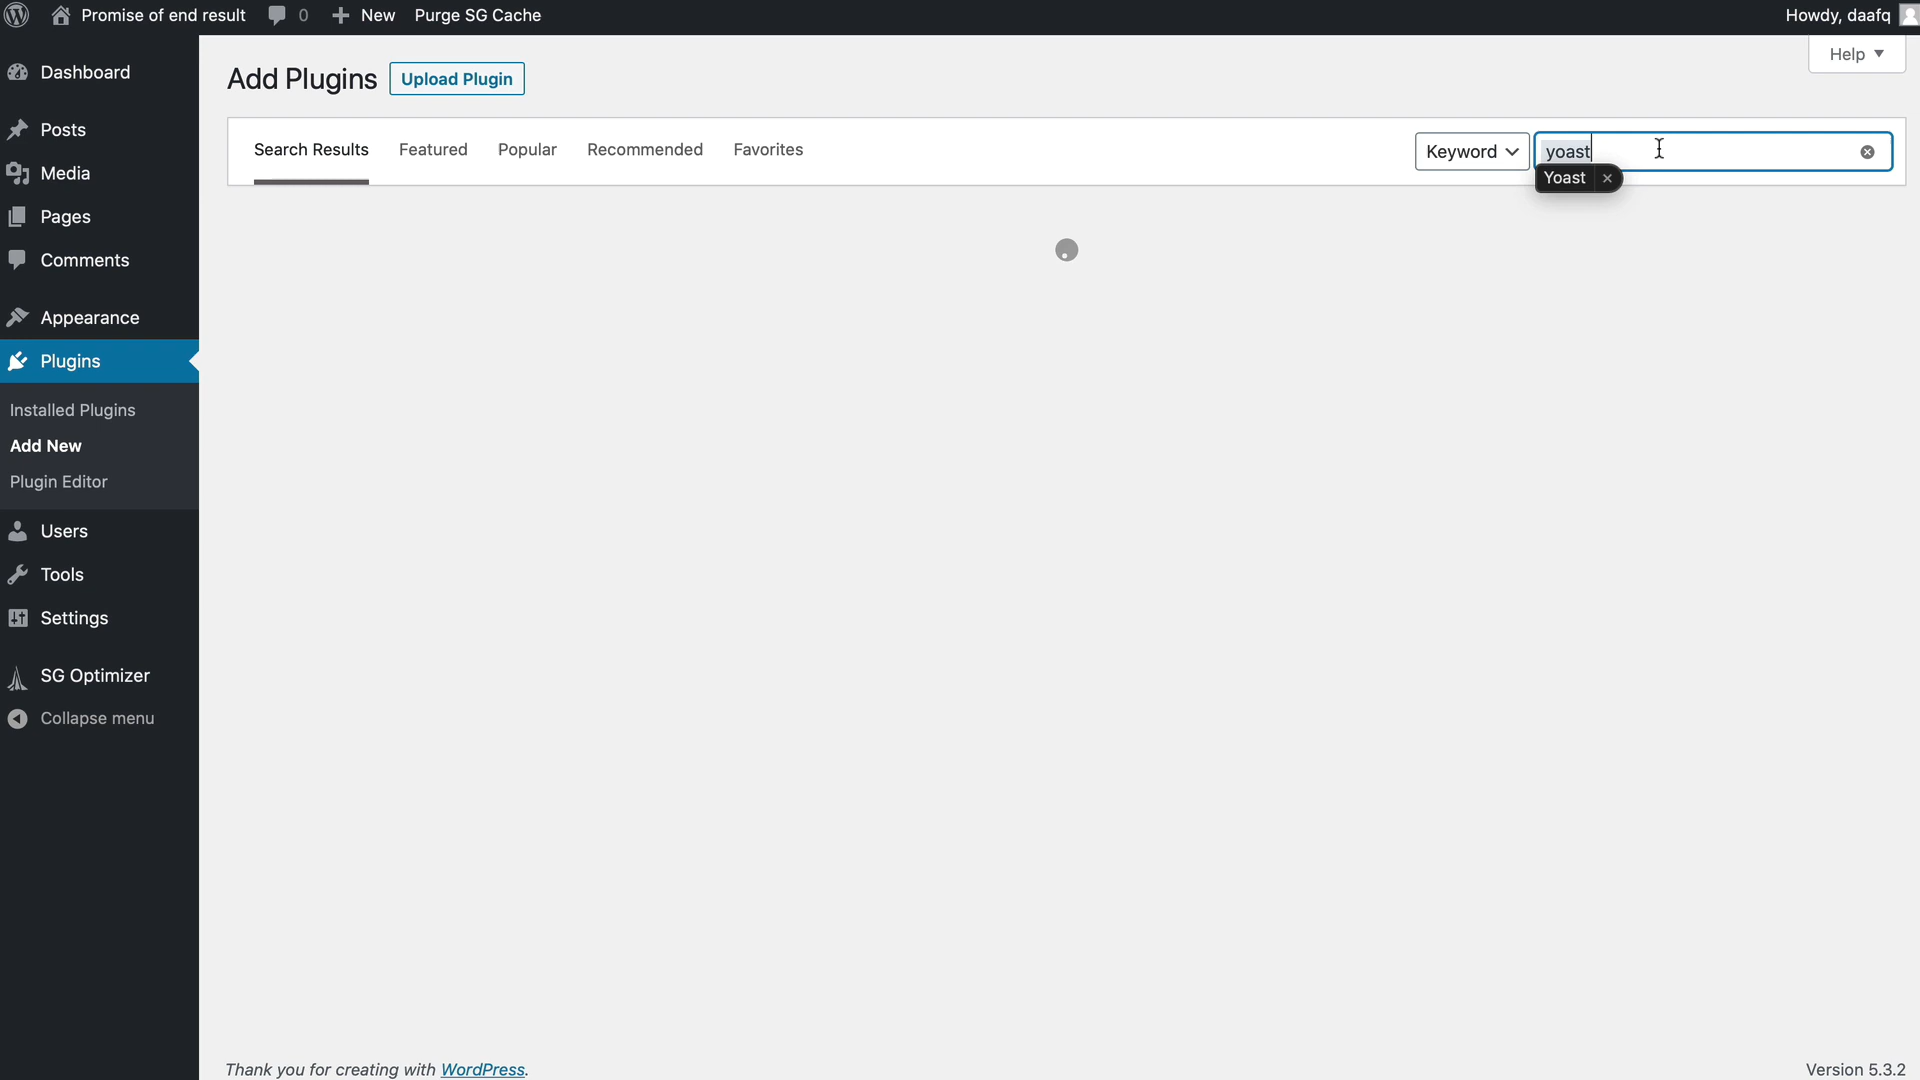 Promise of end result 0 New Purge SG Cache Howdy, daafq
Help
Add Plugins Upload Plugin
Search Results Featured Popular Recommended Favorites Keyword yoast
Yoast
Dashboard
Posts
Media
Pages
Comments
Appearance
Plugins
Installed Plugins
Add New
Plugin Editor
Users
Tools
Settings
SG Optimizer
Collapse menu
Thank you for creating with WordPress. Version 5.3.2